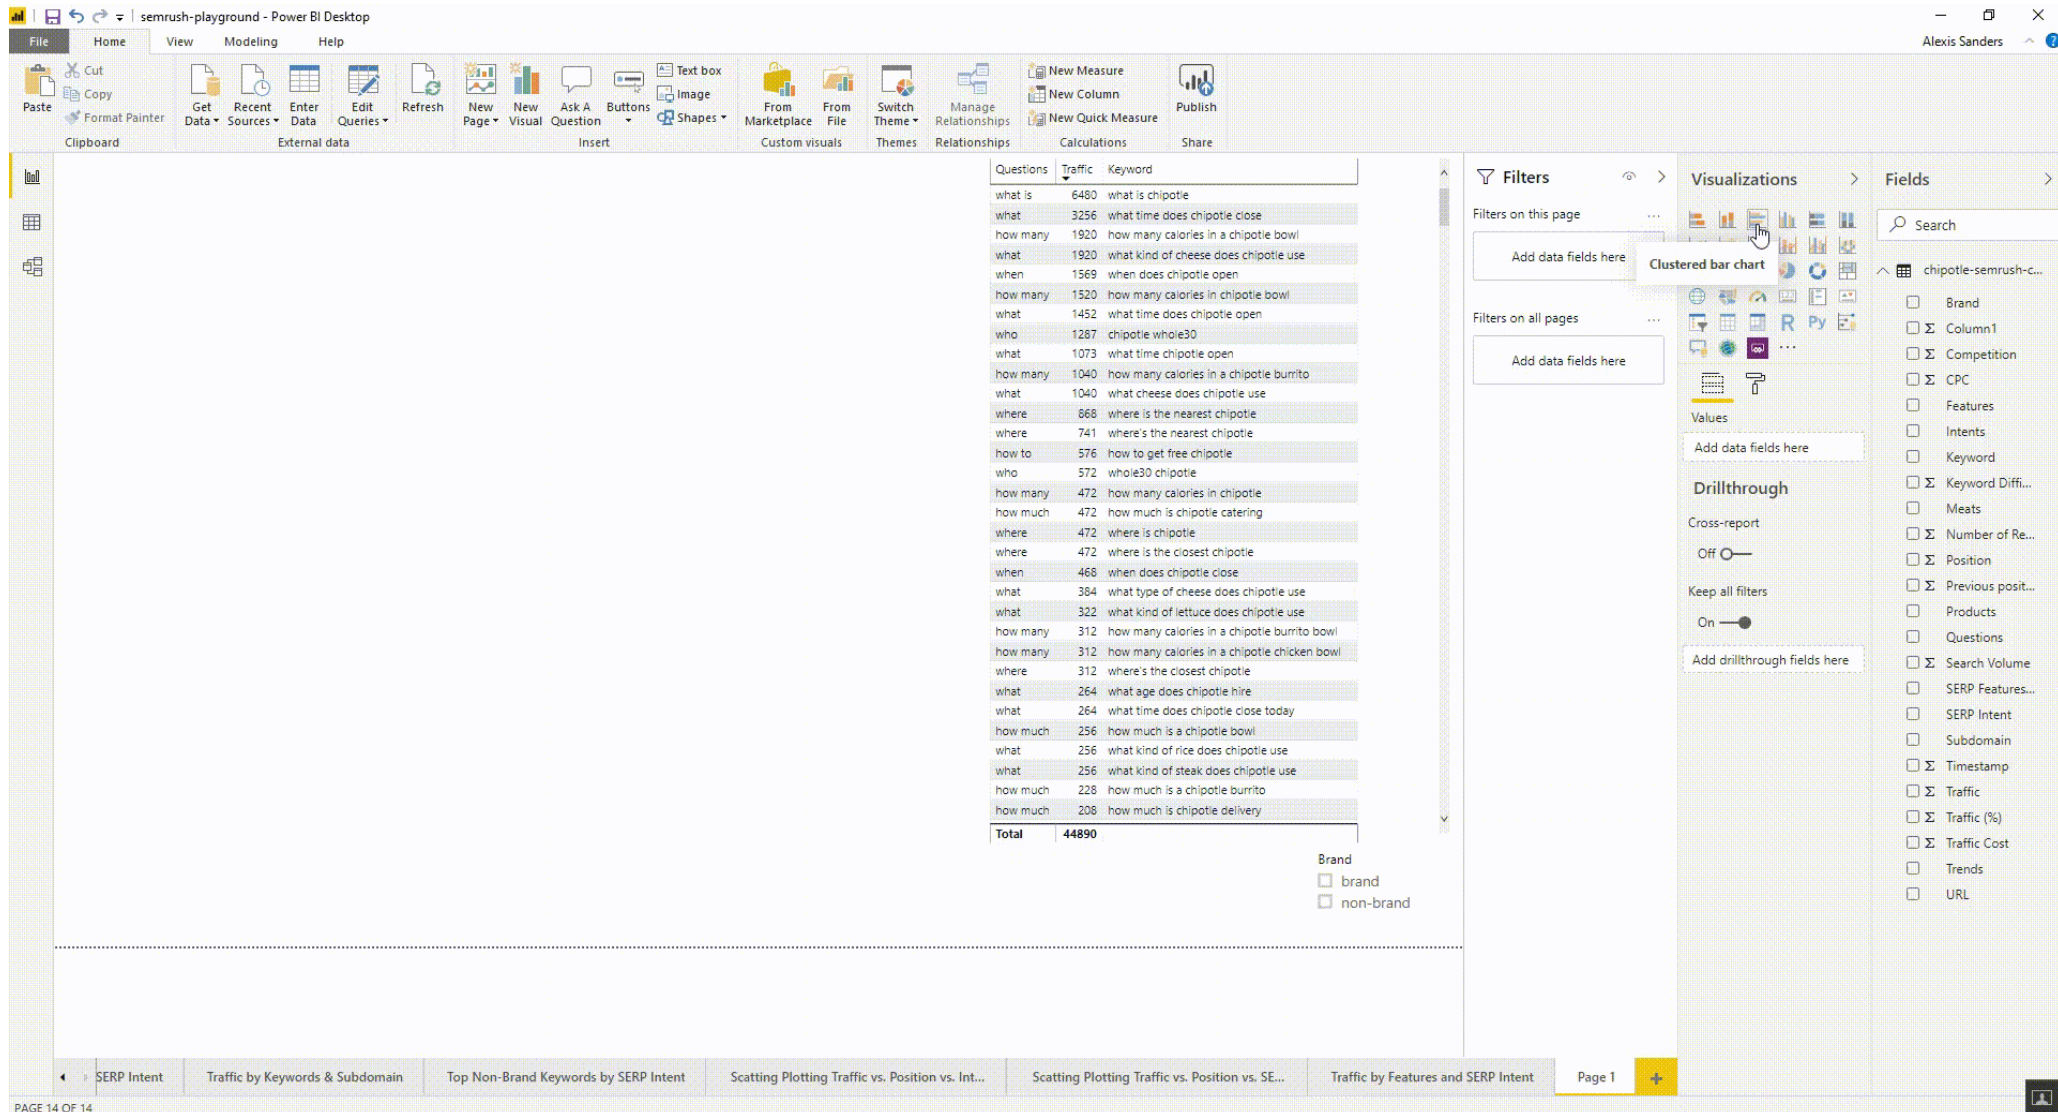 semrush-playground - Power BI Desktop
File Home View Modeling Help Alexis Sanders
Paste
Cut
Copy
Format Painter
Clipboard
Get Data
Recent Sources
Enter Data
Edit Queries
Refresh
External data
New Page
New Visual
Ask A Question
Buttons
Text box
Image
Shapes
Insert
From Marketplace
From File
Custom visuals
Switch Theme
Themes
Manage Relationships
Relationships
New Measure
New Column
New Quick Measure
Calculations
Publish
Share
Questions Traffic Keyword
what is 6480 what is chipotle
what 3256 what time does chipotle close
how many 1920 how many calories in a chipotle bowl
what 1920 what kind of cheese does chipotle use
when 1569 when does chipotle open
how many 1520 how many calories in chipotle bowl
what 1452 what time does chipotle open
who 1287 chipotle whole30
what 1073 what time chipotle open
how many 1040 how many calories in a chipotle burrito
what 1040 what cheese does chipotle use
where 868 where is the nearest chipotle
where 741 where's the nearest chipotle
how to 576 how to get free chipotle
who 572 whole30 chipotle
how many 472 how many calories in chipotle
how much 472 how much is chipotle catering
where 472 where is chipotle
where 472 where is the closest chipotle
when 468 when does chipotle close
what 384 what type of cheese does chipotle use
what 322 what kind of lettuce does chipotle use
how many 312 how many calories in a chipotle burrito bowl
how many 312 how many calories in a chipotle chicken bowl
where 312 where's the closest chipotle
what 264 what age does chipotle hire
what 264 what time does chipotle close today
how much 256 how much is a chipotle bowl
what 256 what kind of rice does chipotle use
what 256 what kind of steak does chipotle use
how much 228 how much is a chipotle burrito
how much 208 how much is chipotle delivery
Total 44890
Brand
brand
non-brand
Filters
Filters on this page ...
Add data fields here
Filters on all pages ...
Add data fields here
Visualizations
Clustered bar chart
R Py
...
Values
Add data fields here
Drillthrough
Cross-report
Off
Keep all filters
On
Add drillthrough fields here
Fields
Search
chipotle-semrush-c...
Brand
Σ Column1
Σ Competition
Σ CPC
Features
Intents
Keyword
Σ Keyword Diffi...
Meats
Σ Number of Re...
Σ Position
Σ Previous posit...
Products
Questions
Σ Search Volume
SERP Features...
SERP Intent
Subdomain
Σ Timestamp
Σ Traffic
Σ Traffic (%)
Σ Traffic Cost
Trends
URL
SERP Intent
Traffic by Keywords & Subdomain
Top Non-Brand Keywords by SERP Intent
Scatting Plotting Traffic vs. Position vs. Int...
Scatting Plotting Traffic vs. Position vs. SE...
Traffic by Features and SERP Intent
Page 1
+
PAGE 14 OF 14